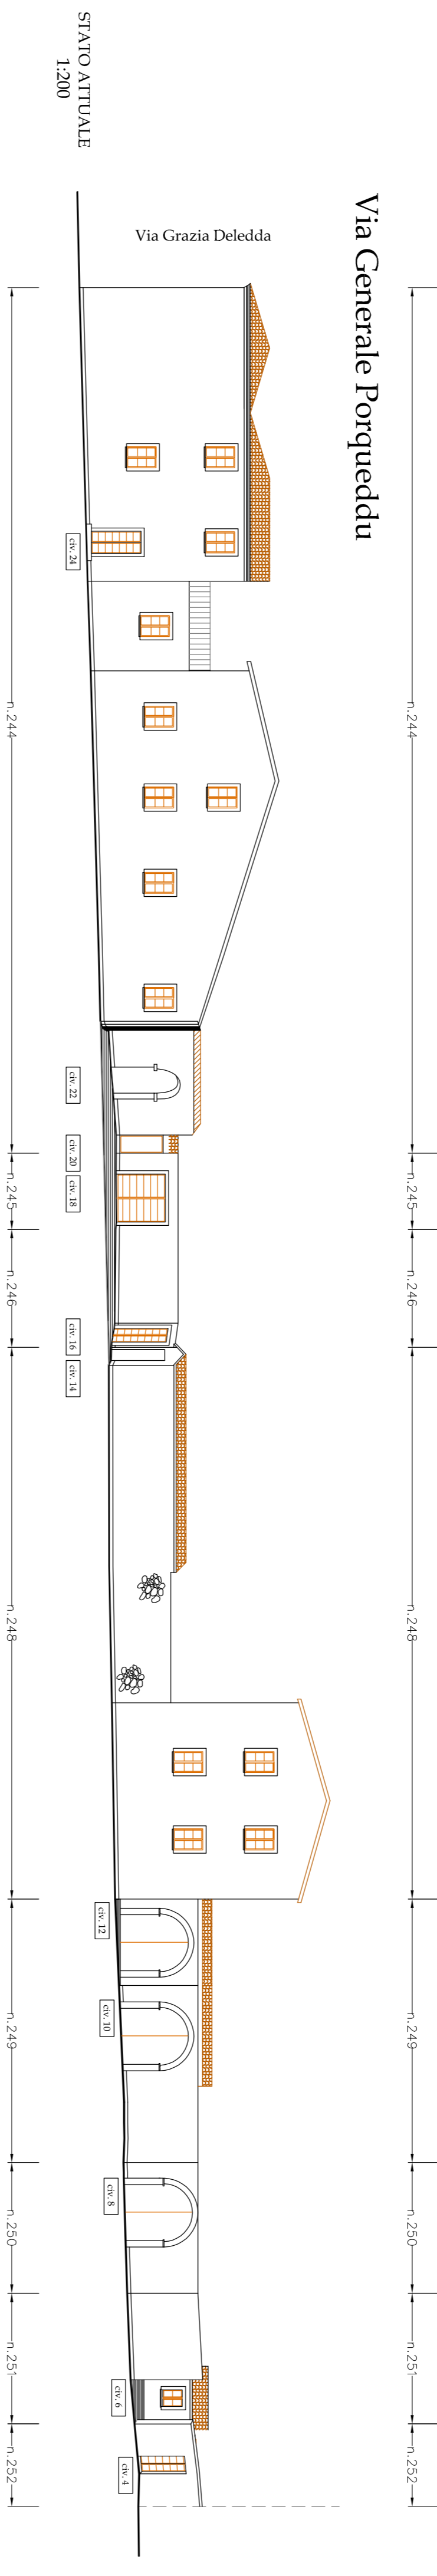 STATO ATTUALE
1:200
Via Generale Porqueddu
Via Grazia Deledda
n.244
n.245
n.246
n.248
n.249
n.250
n.251
n.252
civ. 24
civ. 22
civ. 20
civ. 18
civ. 16
civ. 14
civ. 12
civ. 10
civ. 8
civ. 6
civ. 4
n.244
n.245
n.246
n.248
n.249
n.250
n.251
n.252